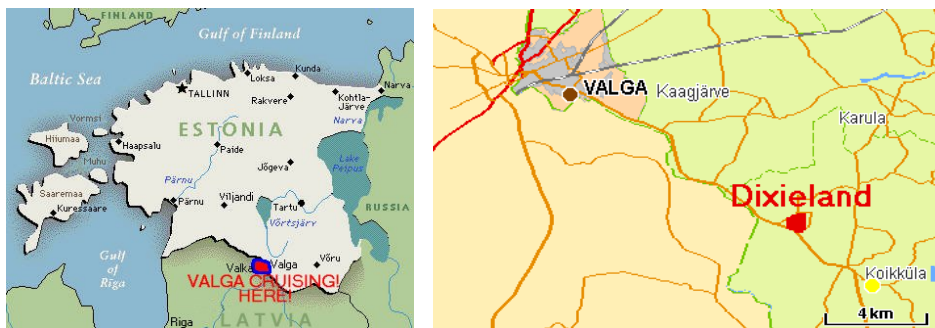 FINLAND
Gulf of Finland
Baltic Sea
Loksa
Kunda
Narva
TALLINN
Rakvere
Kohtla-
Järve
Vormsi
ESTONIA
Narva
Hiiumaa
Haapsalu
Paide
Muhu
Jõgeva
Lake
Peipus
Saaremaa
Pärnu
Kuressaare
Pärnu
Viljandi
Tartu
RUSSIA
Võrtsjärv
Gulf
of
Riga
Valka
Valga
Võru
VALGA CRUISING!
HERE!
Riga
LATVIA
VALGA
Kaagjärve
Karula
Dixieland
Koikküla
4 km